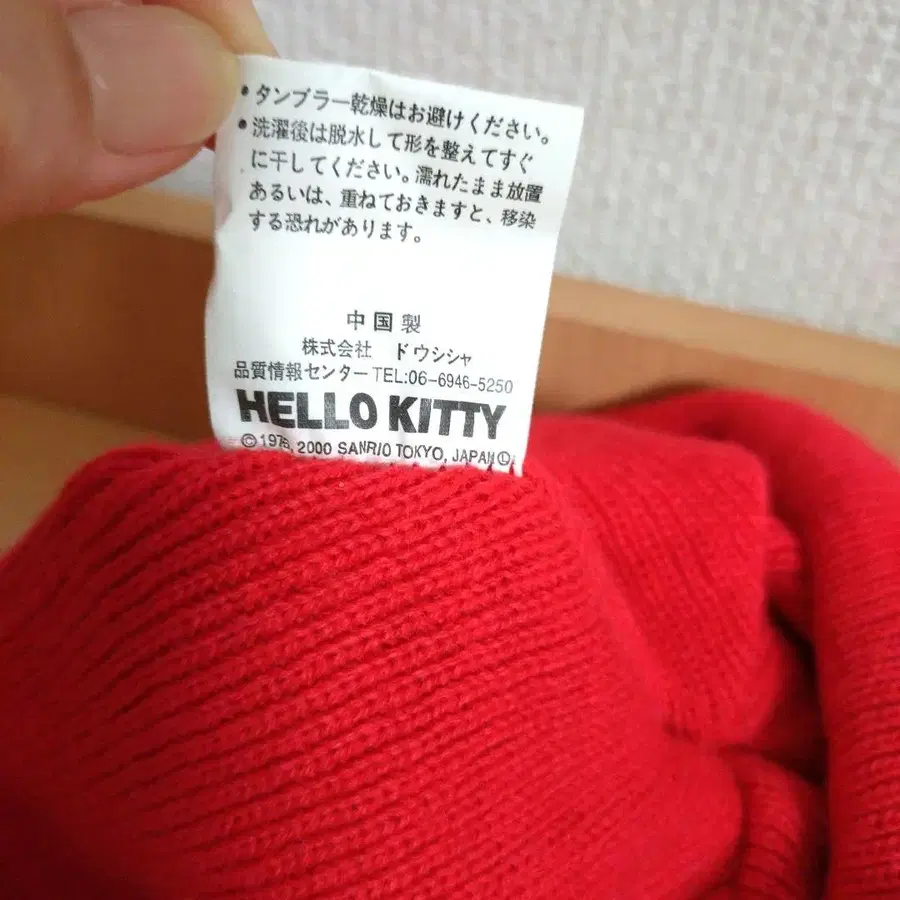 ・タンブラー乾燥はお避けください。
・洗濯後は脱水して形を整えてすぐ
に干してください。濡れたまま放置
あるいは、重ねておきますと、移染
する恐れがあります。
中国製
株式会社 ドウシシャ
品質情報センターTEL:06-6946-5250
HELLO KITTY
©1976, 2000 SANRIO TOKYO, JAPAN Ⓛ